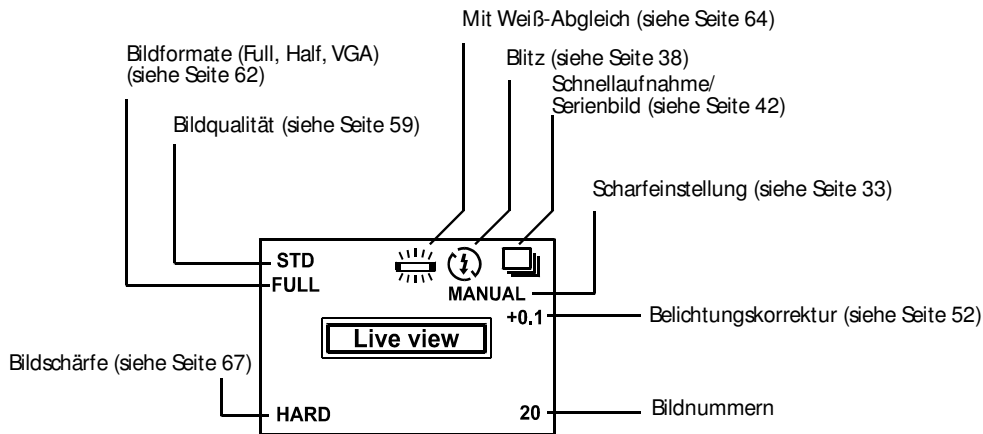 Mit Weiß-Abgleich (siehe Seite 64)
Bildformate (Full, Half, VGA)
(siehe Seite 62)
Blitz (siehe Seite 38)
Schnellaufnahme/
Serienbild (siehe Seite 42)
Bildqualität (siehe Seite 59)
Scharfeinstellung (siehe Seite 33)
STD
FULL
MANUAL
+0.1
Belichtungskorrektur (siehe Seite 52)
Live view
Bildschärfe (siehe Seite 67)
HARD
20
Bildnummern